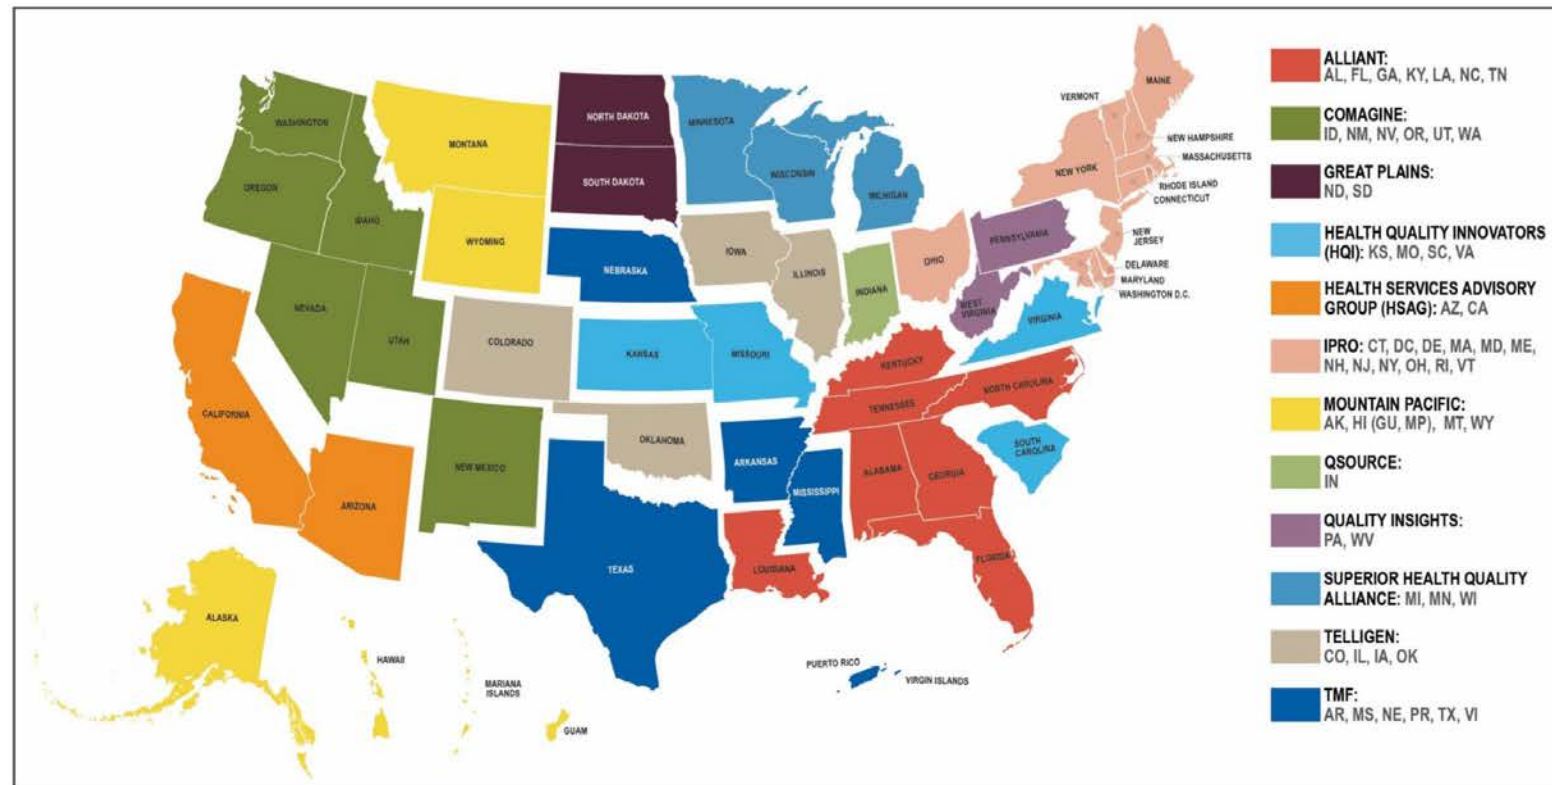 MAINE
VERMONT
WASHINGTON
NORTH DAKOTA
MINNESOTA
MONTANA
NEW HAMPSHIRE
MASSACHUSETTS
WISCONSIN
NEW YORK
SOUTH DAKOTA
OREGON
RHODE ISLAND
MICHIGAN
CONNECTICUT
IDAHO
WYOMING
PENNSYLVANIA
NEW
JERSEY
IOWA
OHIO
NEBRASKA
ILLINOIS
DELAWARE
INDIANA
MARYLAND
WASHINGTON D.C.
WEST
VIRGINIA
NEVADA
VIRGINIA
UTAH
COLORADO
KANSAS
MISSOURI
KENTUCKY
NORTH CAROLINA
TENNESSEE
CALIFORNIA
OKLAHOMA
SOUTH
CAROLINA
ARKANSAS
NEW MEXICO
ALABAMA
GEORGIA
MISSISSIPPI
ARIZONA
FLORIDA
TEXAS
LOUISIANA
ALASKA
HAWAII
PUERTO RICO
VIRGIN ISLANDS
MARIANA
ISLANDS
GUAM
ALLIANT:
AL, FL, GA, KY, LA, NC, TN
COMAGINE:
ID, NM, NV, OR, UT, WA
GREAT PLAINS:
ND, SD
HEALTH QUALITY INNOVATORS
(HQI): KS, MO, SC, VA
HEALTH SERVICES ADVISORY
GROUP (HSAG): AZ, CA
IPRO: CT, DC, DE, MA, MD, ME,
NH, NJ, NY, OH, RI, VT
MOUNTAIN PACIFIC:
AK, HI (GU, MP), MT, WY
QSOURCE:
IN
QUALITY INSIGHTS:
PA, WV
SUPERIOR HEALTH QUALITY
ALLIANCE: MI, MN, WI
TELLIGEN:
CO, IL, IA, OK
TMF:
AR, MS, NE, PR, TX, VI